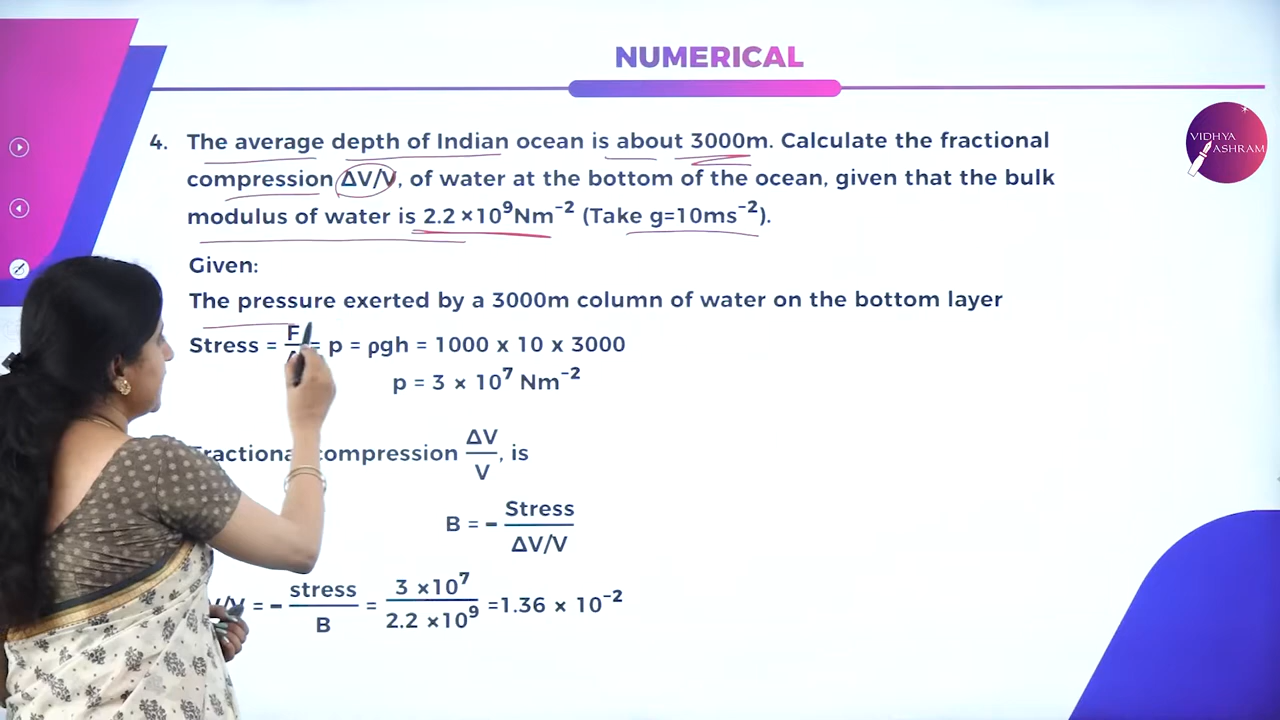 NUMERICAL
VIDHYA
ASHRAM
4. The average depth of Indian ocean is about 3000m. Calculate the fractional
compression ΔV/V, of water at the bottom of the ocean, given that the bulk
modulus of water is 2.2 ×10⁹Nm⁻² (Take g=10ms⁻²).
Given:
The pressure exerted by a 3000m column of water on the bottom layer
Stress = F/ = p = ρgh = 1000 x 10 x 3000
p = 3 × 10⁷ Nm⁻²
compression ΔV/V, is
B = - Stress/ΔV/V
/V = - stress/B = 3 ×10⁷/2.2 ×10⁹ =1.36 × 10⁻²